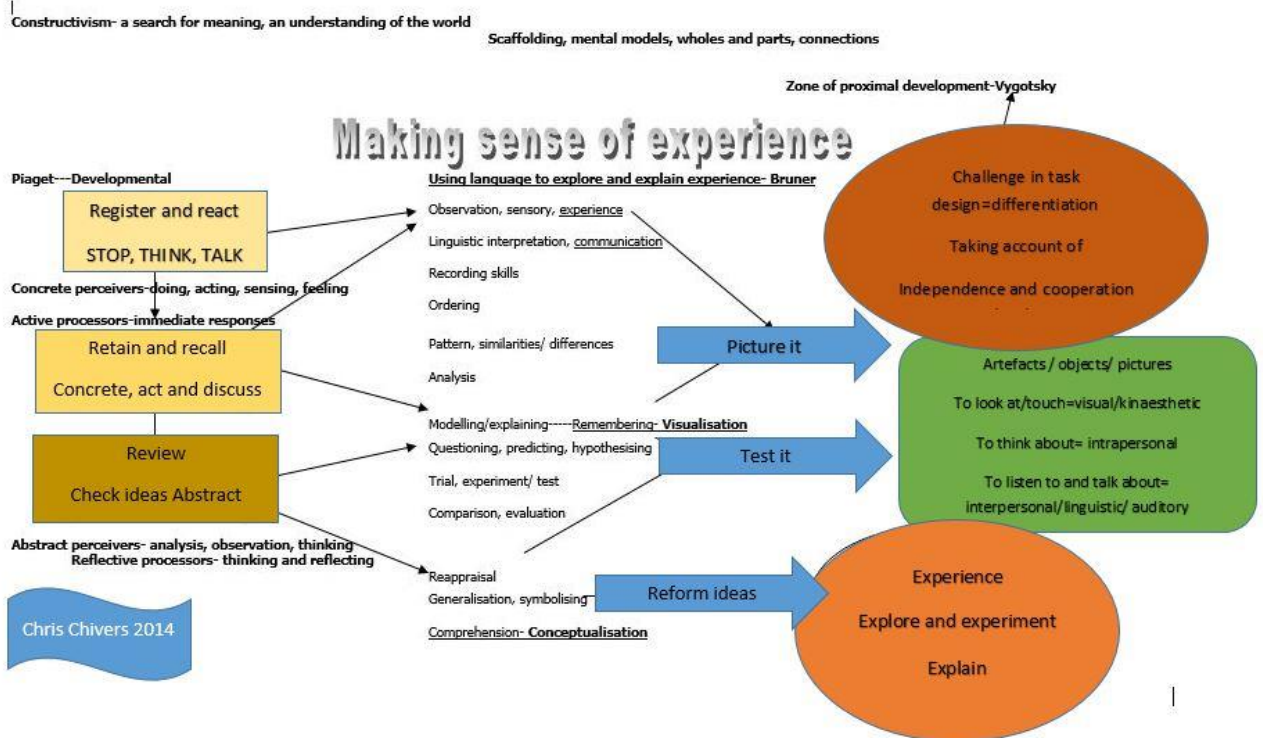 Constructivism- a search for meaning, an understanding of the world
Scaffolding, mental models, wholes and parts, connections
Zone of proximal development-Vygotsky
Making sense of experience
Piaget---Developmental
Register and react
STOP, THINK, TALK
Concrete perceivers-doing, acting, sensing, feeling
Active processors-immediate responses
Retain and recall
Concrete, act and discuss
Review
Check ideas Abstract
Abstract perceivers- analysis, observation, thinking
Reflective processors- thinking and reflecting
Chris Chivers 2014
Using language to explore and explain experience- Bruner
Observation, sensory, experience
Linguistic interpretation, communication
Recording skills
Ordering
Pattern, similarities/ differences
Analysis
Modelling/explaining-----Remembering- Visualisation
Questioning, predicting, hypothesising
Trial, experiment/ test
Comparison, evaluation
Reappraisal
Generalisation, symbolising
Comprehension- Conceptualisation
Picture it
Test it
Reform ideas
Challenge in task
design=differentiation
Taking account of
Independence and cooperation
Artefacts / objects/ pictures
To look at/touch=visual/kinaesthetic
To think about= intrapersonal
To listen to and talk about=
interpersonal/linguistic/ auditory
Experience
Explore and experiment
Explain